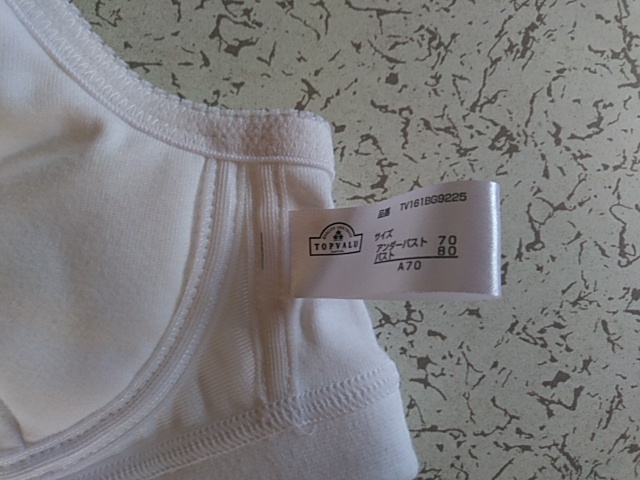 品番 TV161BG9225
TOPVALU
サイズ
アンダーバスト 70
バスト 80
A70